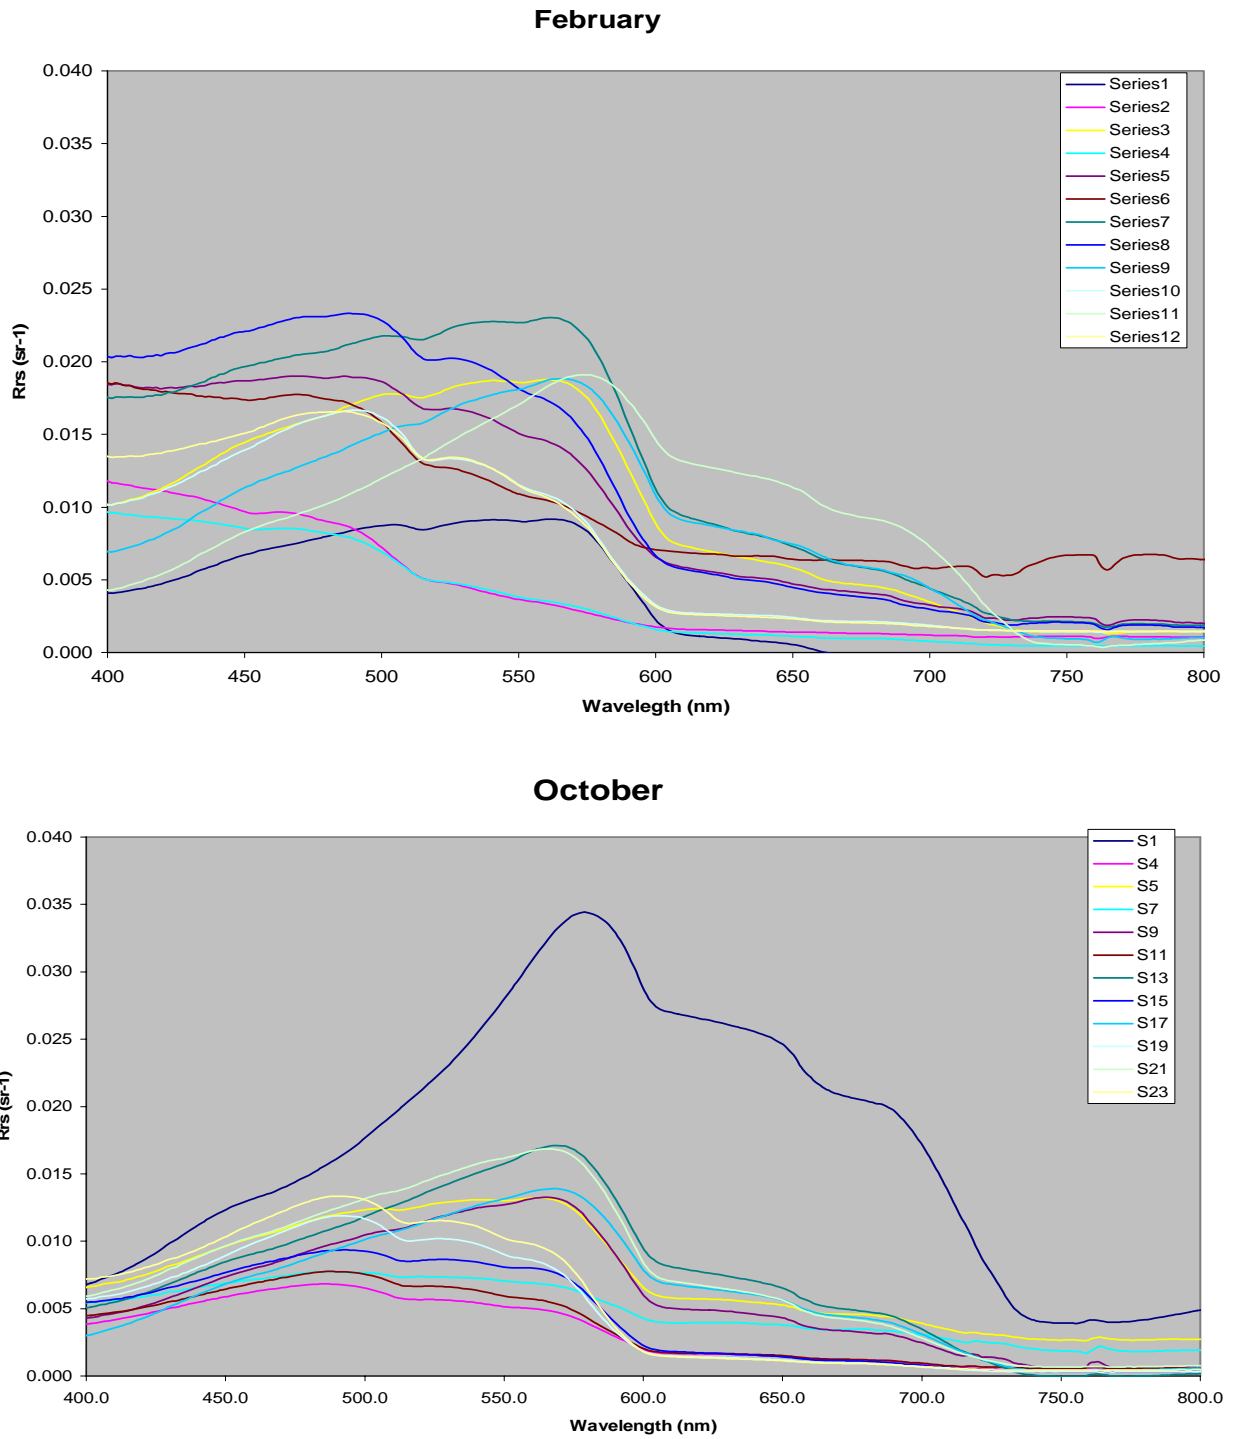 February
0.040
0.035
0.030
0.025
0.020
0.015
0.010
0.005
0.000
Rrs (sr-1)
400 450 500 550 600 650 700 750 800
Wavelegth (nm)
Series1
Series2
Series3
Series4
Series5
Series6
Series7
Series8
Series9
Series10
Series11
Series12
October
0.040
0.035
0.030
0.025
0.020
0.015
0.010
0.005
0.000
Rrs (sr-1)
400.0 450.0 500.0 550.0 600.0 650.0 700.0 750.0 800.0
Wavelength (nm)
S1
S4
S5
S7
S9
S11
S13
S15
S17
S19
S21
S23